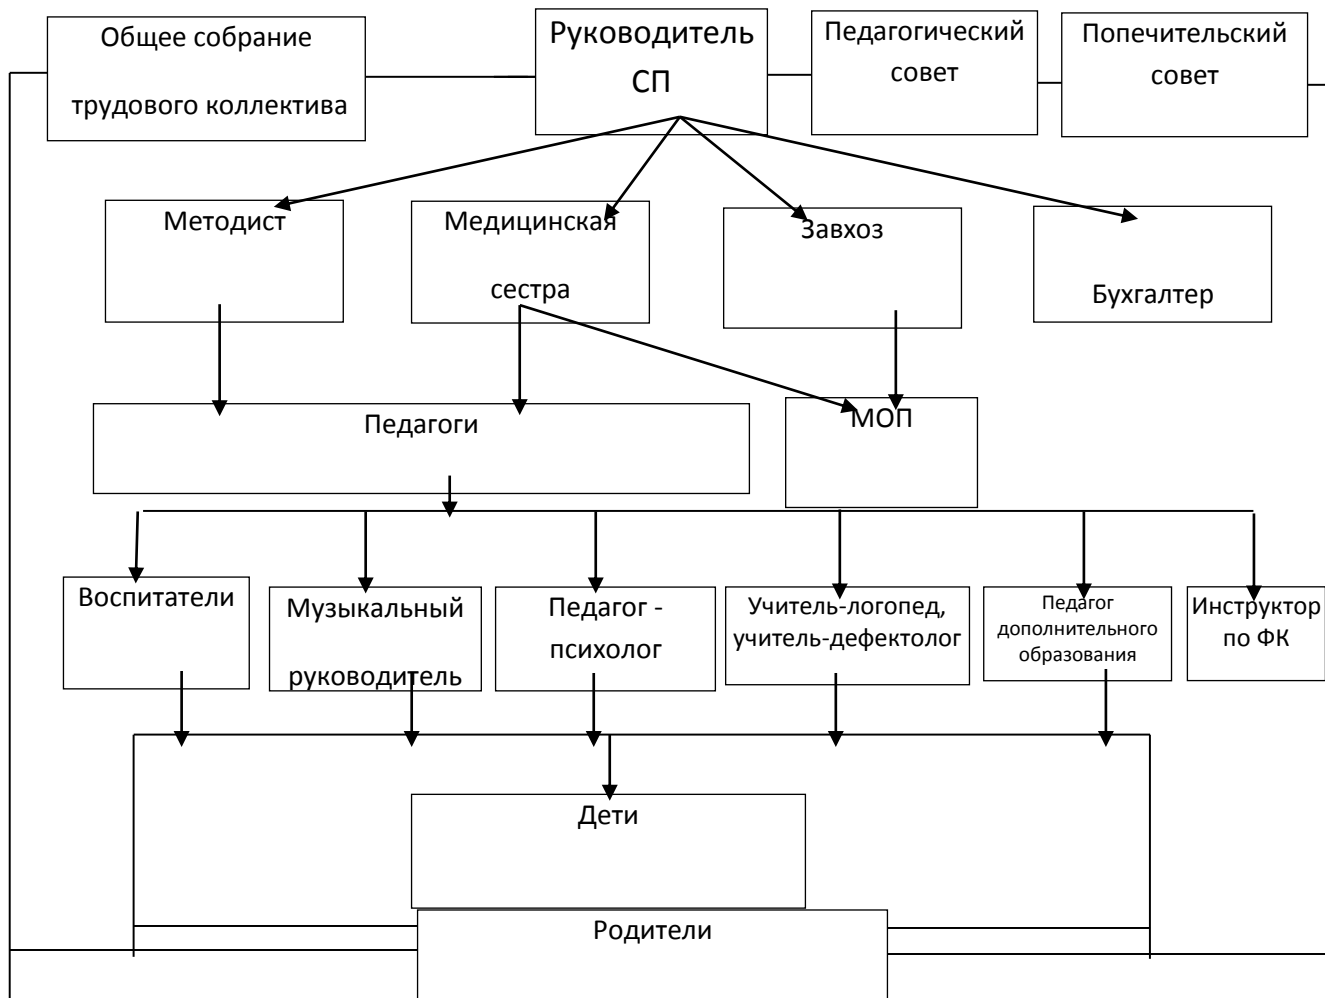 Общее собрание
трудового коллектива
Руководитель
СП
Педагогический
совет
Попечительский
совет
Методист
Медицинская
сестра
Завхоз
Бухгалтер
Педагоги
МОП
Воспитатели
Музыкальный
руководитель
Педагог -
психолог
Учитель-логопед,
учитель-дефектолог
Педагог
дополнительного
образования
Инструктор
по ФК
Дети
Родители